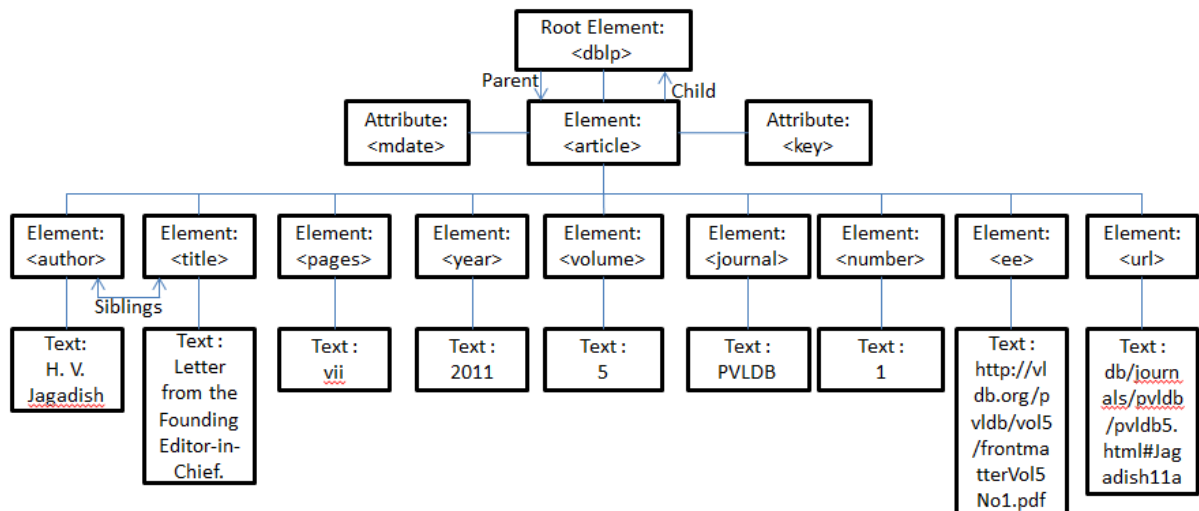 Root Element:
<dblp>
Parent
Child
Attribute:
<mdate>
Element:
<article>
Attribute:
<key>
Element:
<author>
Element:
<title>
Element:
<pages>
Element:
<year>
Element:
<volume>
Element:
<journal>
Element:
<number>
Element:
<ee>
Element:
<url>
Siblings
Text:
H. V.
Jagadish
Text :
Letter
from the
Founding
Editor-in-
Chief.
Text :
vii
Text :
2011
Text :
5
Text :
PVLDB
Text :
1
Text :
http://vl
db.org/p
vldb/vol5
/frontma
tterVol5
No1.pdf
Text :
db/journ
als/pvldb
/pvldb5.
html#Jag
adish11a